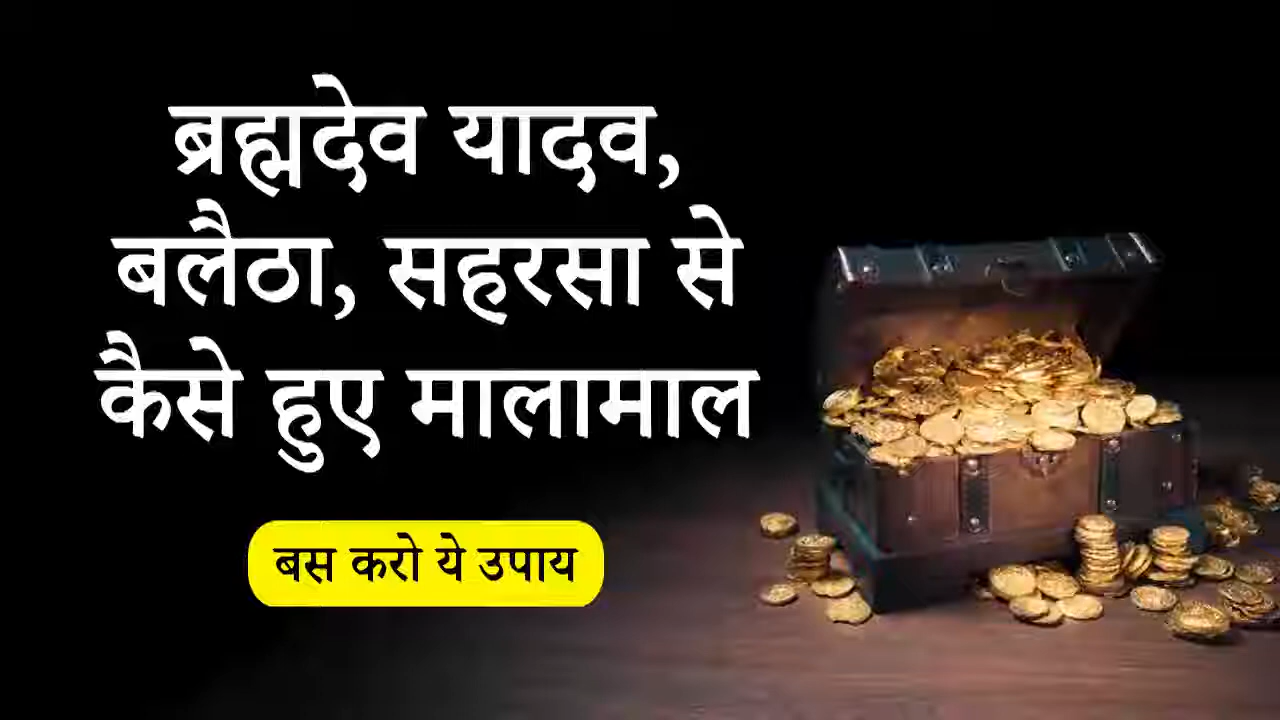 ब्रह्मदेव यादव,
बलैठा, सहरसा से
कैसे हुए मालामाल
बस करो ये उपाय